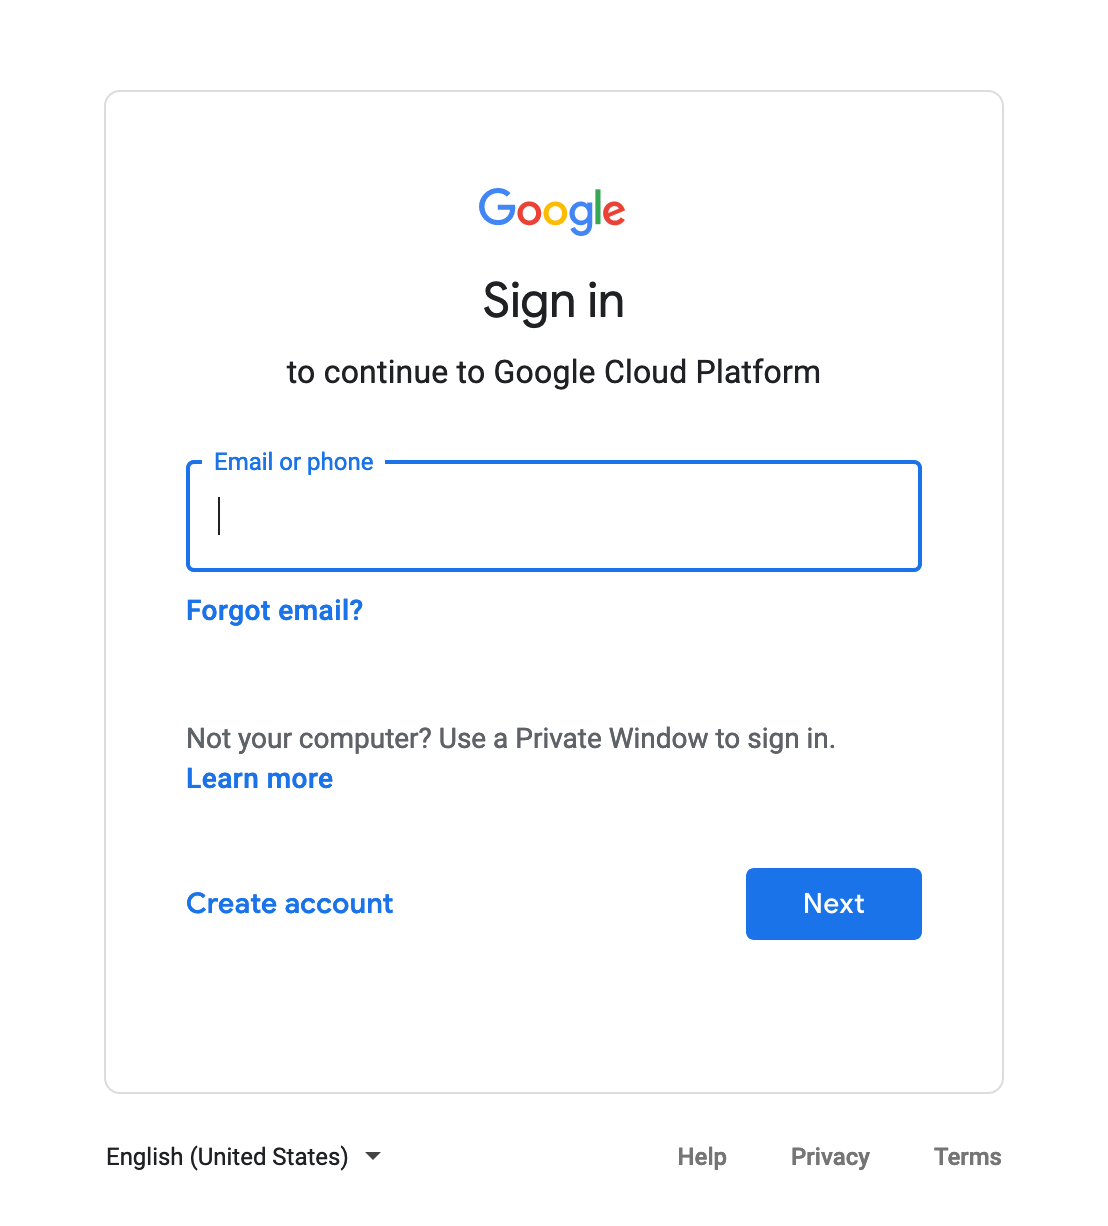 Google
Sign in
to continue to Google Cloud Platform
Email or phone
Forgot email?
Not your computer? Use a Private Window to sign in.
Learn more
Create account
Next
English (United States)
Help
Privacy
Terms